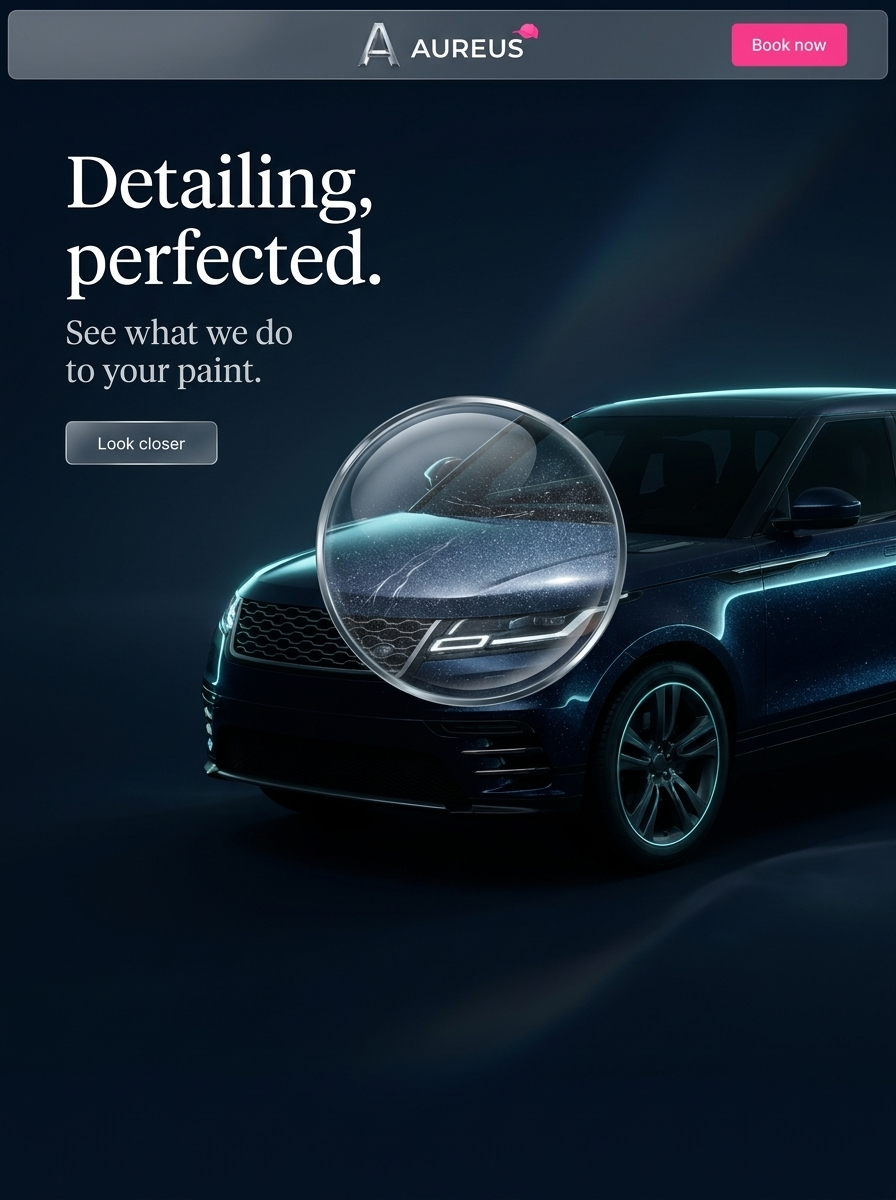 AUREUS
Book now
Detailing,
perfected.
See what we do
to your paint.
Look closer